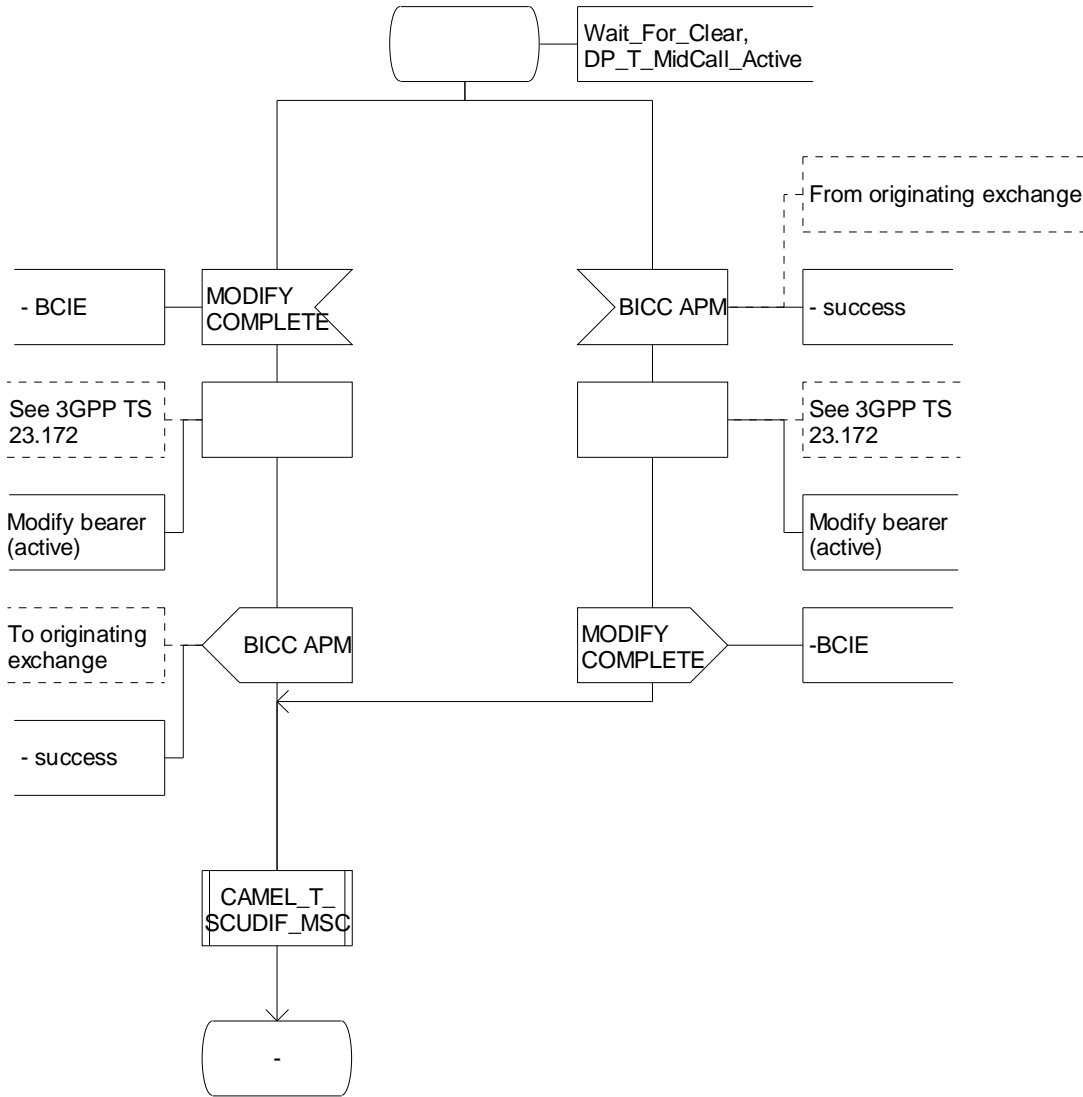 Wait_For_Clear,
DP_T_MidCall_Active
From originating exchange
- BCIE
MODIFY
COMPLETE
BICC APM
- success
See 3GPP TS
23.172
See 3GPP TS
23.172
Modify bearer
(active)
Modify bearer
(active)
To originating
exchange
BICC APM
MODIFY
COMPLETE
-BCIE
- success
CAMEL_T_
SCUDIF_MSC
-